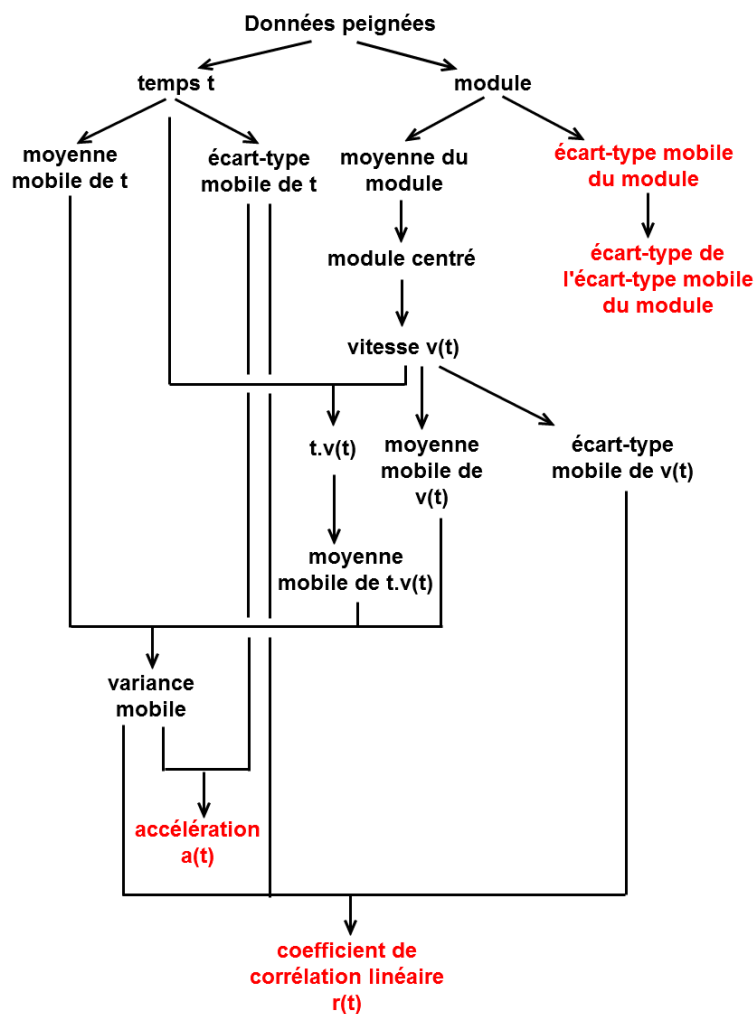 Données peignées
temps t
module
moyenne
mobile de t
écart-type
mobile de t
moyenne du
module
écart-type mobile
du module
module centré
écart-type de
l'écart-type mobile
du module
vitesse v(t)
t.v(t)
moyenne
mobile de
v(t)
écart-type
mobile de v(t)
moyenne
mobile de t.v(t)
variance
mobile
accélération
a(t)
coefficient de
corrélation linéaire
r(t)